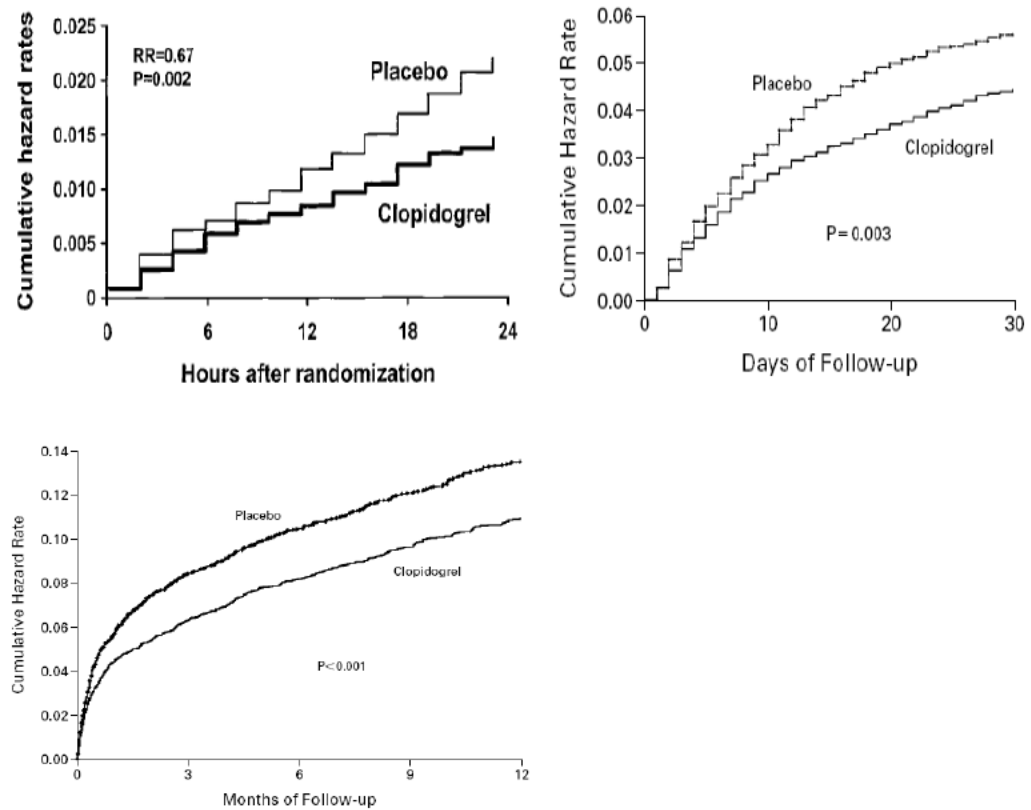 Cumulative hazard rates
0.025
0.020
0.015
0.010
0.005
0
RR=0.67
P=0.002
Placebo
Clopidogrel
0 6 12 18 24
Hours after randomization
Cumulative Hazard Rate
0.06
0.05
0.04
0.03
0.02
0.01
0.00
Placebo
Clopidogrel
P= 0.003
0 10 20 30
Days of Follow-up
Cumulative Hazard Rate
0.14
0.12
0.10
0.08
0.06
0.04
0.02
0.00
Placebo
Clopidogrel
P<0.001
0 3 6 9 12
Months of Follow-up